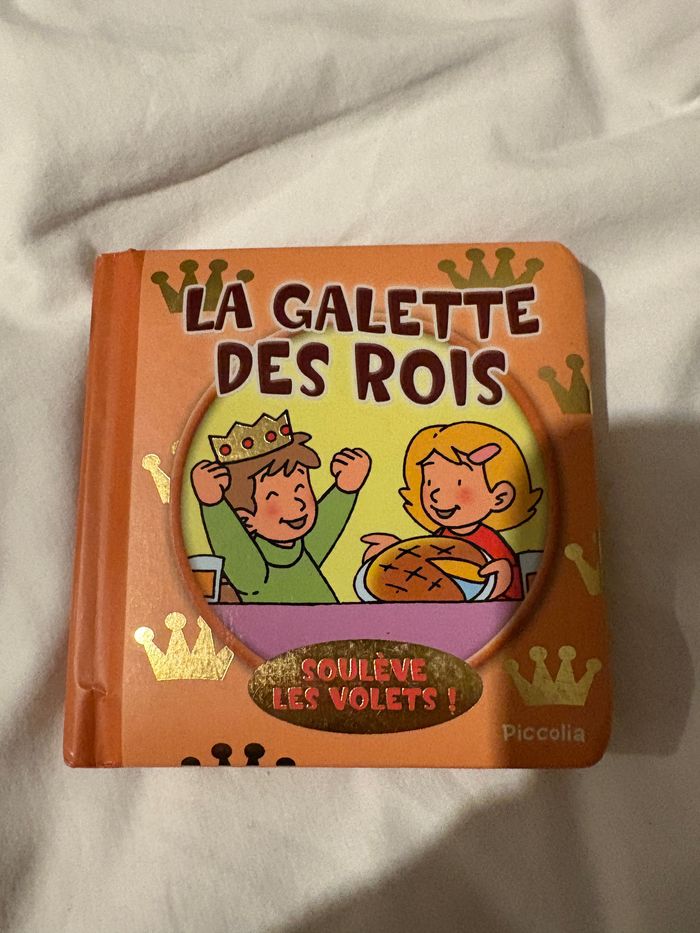 LA GALETTE
DES ROIS
SOULÈVE
LES VOLETS !
Piccolia